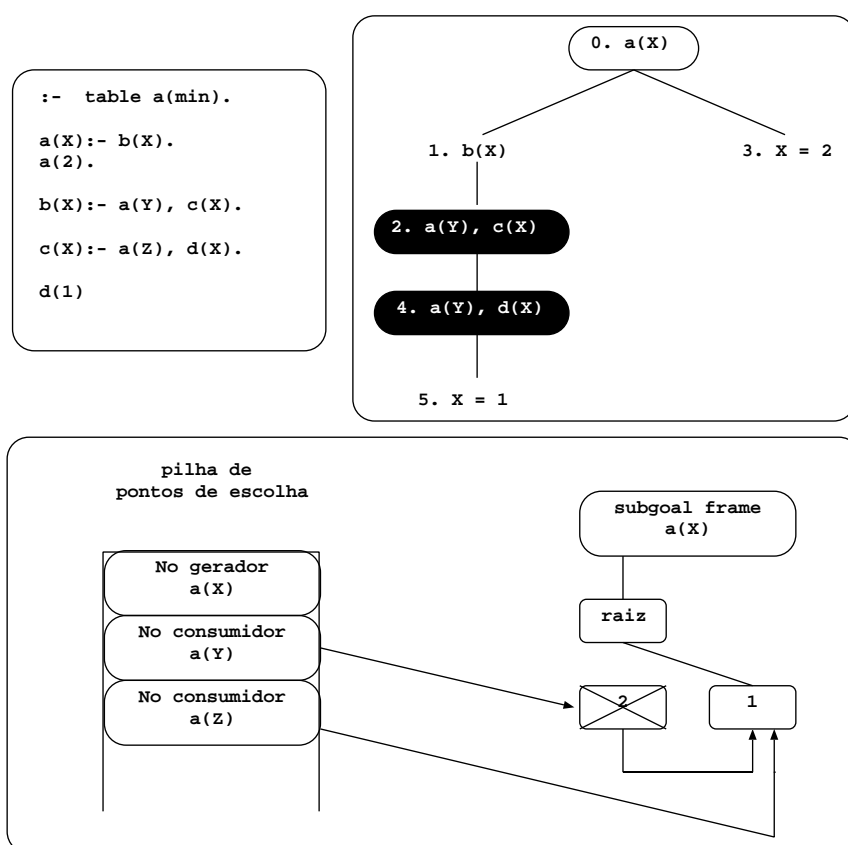 :-  table a(min).
a(X):- b(X).
a(2).
b(X):- a(Y), c(X).
c(X):- a(Z), d(X).
d(1)
0. a(X)
1. b(X)
3. X = 2
2. a(Y), c(X)
4. a(Y), d(X)
5. X = 1
pilha de
pontos de escolha
No gerador
a(X)
No consumidor
a(Y)
No consumidor
a(Z)
subgoal frame
a(X)
raiz
2
1